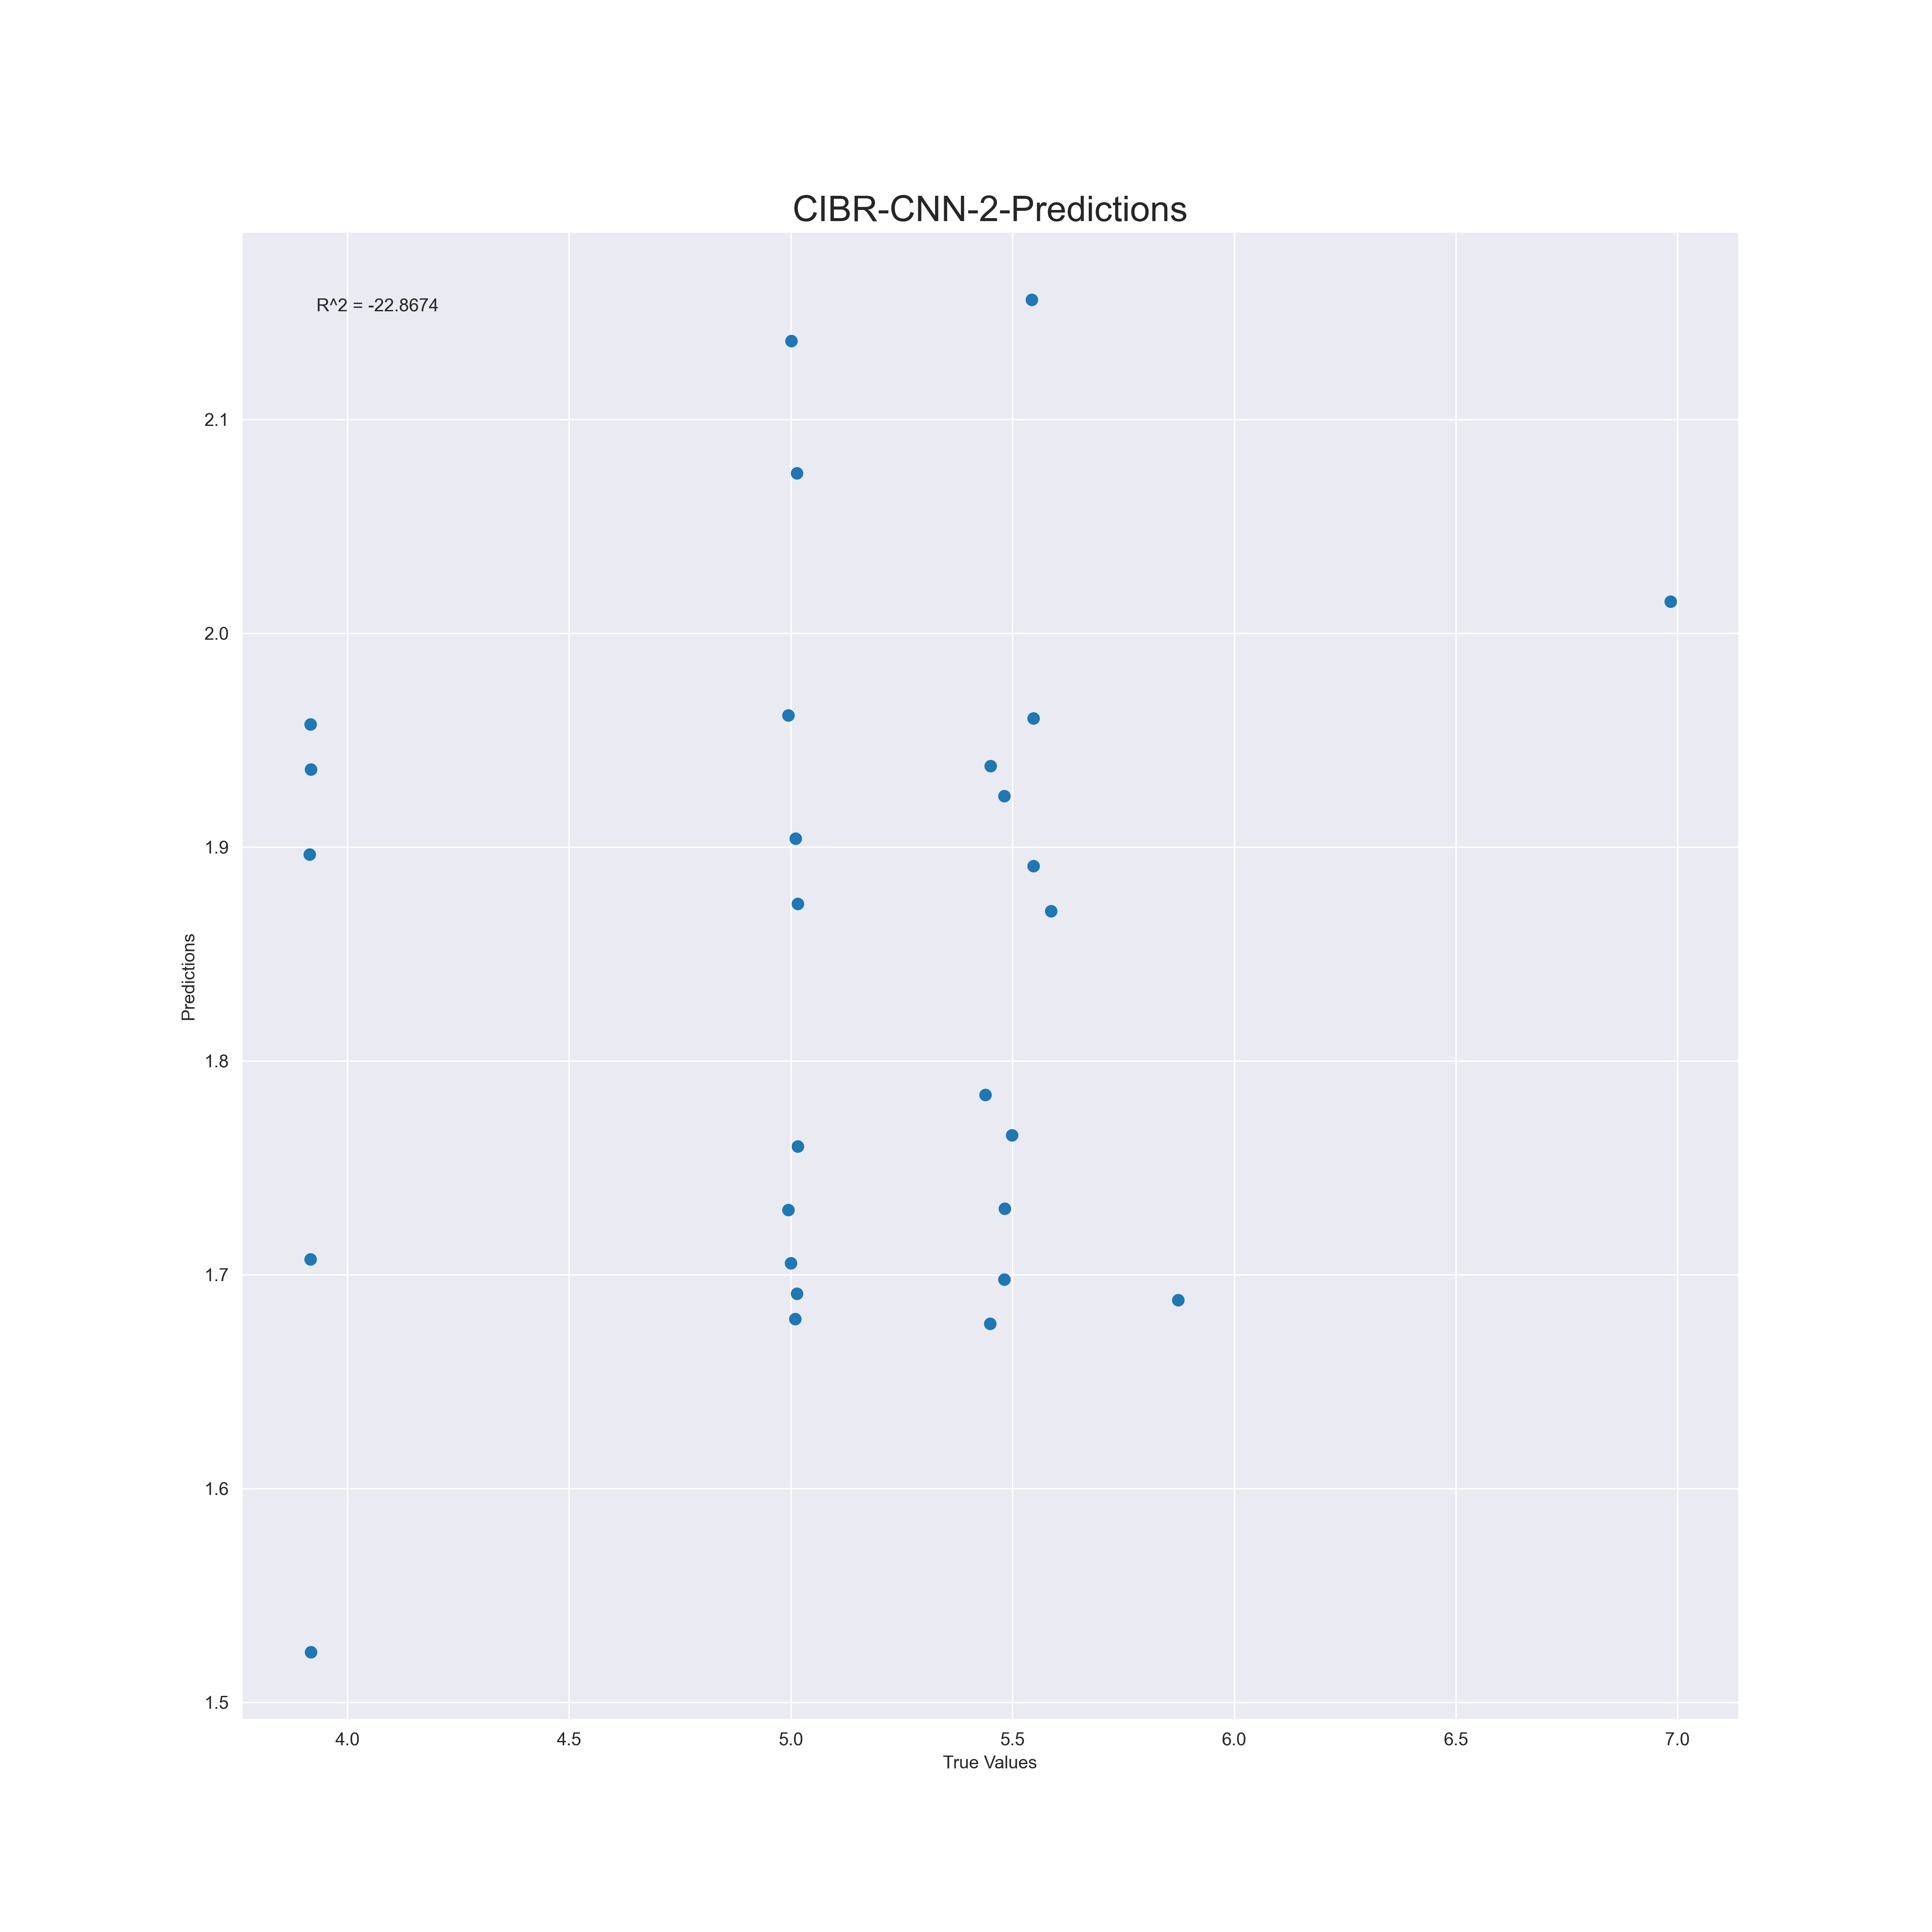 CIBR-CNN-2-Predictions
R^2 = -22.8674
2.1
2.0
1.9
1.8
1.7
1.6
1.5
Predictions
4.0 4.5 5.0 5.5 6.0 6.5 7.0
True Values